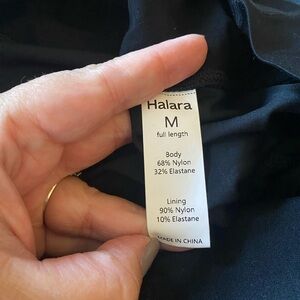 Halara
M
full length
Body
68% Nylon
32% Elastane
Lining
90% Nylon
10% Elastane
MADE IN CHINA